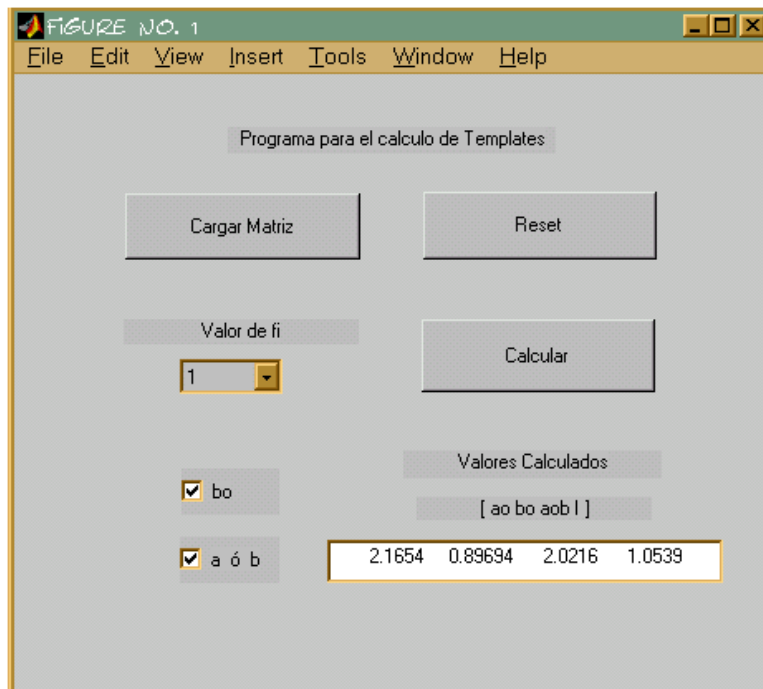 FiGURE NO. 1
File Edit View Insert Tools Window Help
Programa para el calculo de Templates
Cargar Matriz
Reset
Valor de fi
1
Calcular
bo
a ó b
Valores Calculados
[ ao bo aob I ]
2.1654 0.89694 2.0216 1.0539